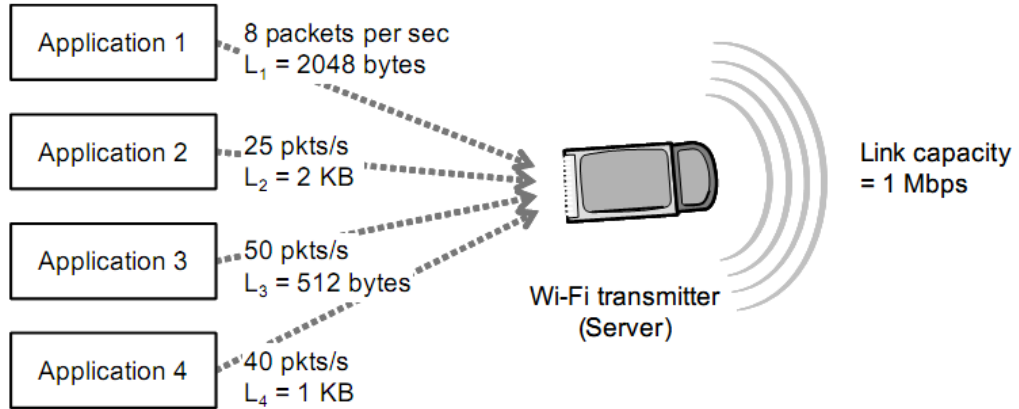 Application 1
8 packets per sec
L₁ = 2048 bytes
Application 2
25 pkts/s
L₂ = 2 KB
Application 3
50 pkts/s
L₃ = 512 bytes
Application 4
40 pkts/s
L₄ = 1 KB
Wi-Fi transmitter
(Server)
Link capacity
= 1 Mbps